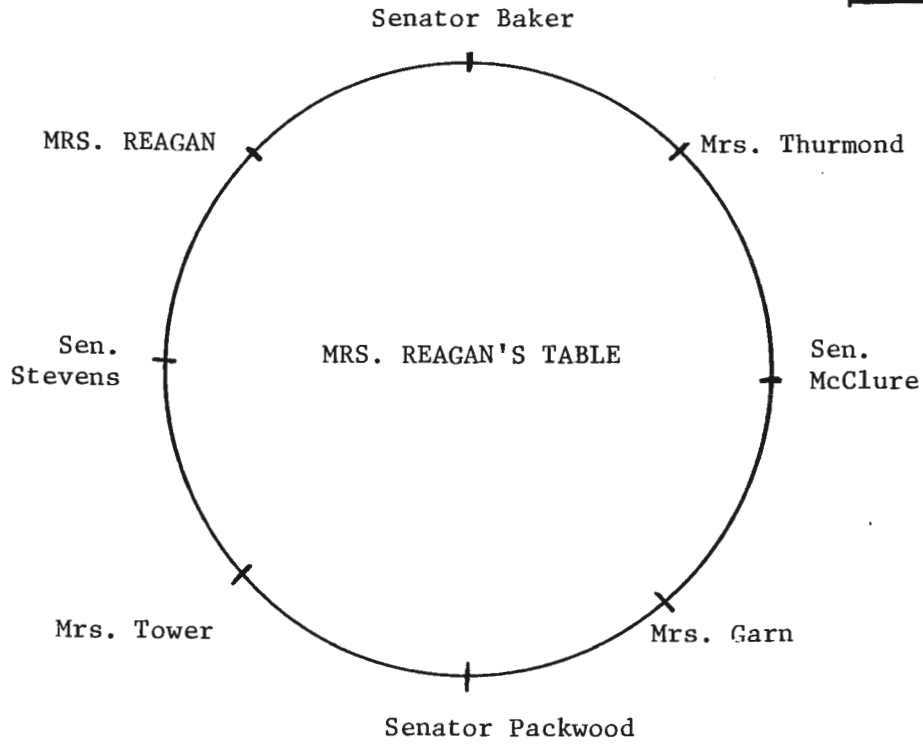 Senator Baker
MRS. REAGAN
Mrs. Thurmond
Sen.
Stevens
MRS. REAGAN'S TABLE
Sen.
McClure
Mrs. Tower
Mrs. Garn
Senator Packwood